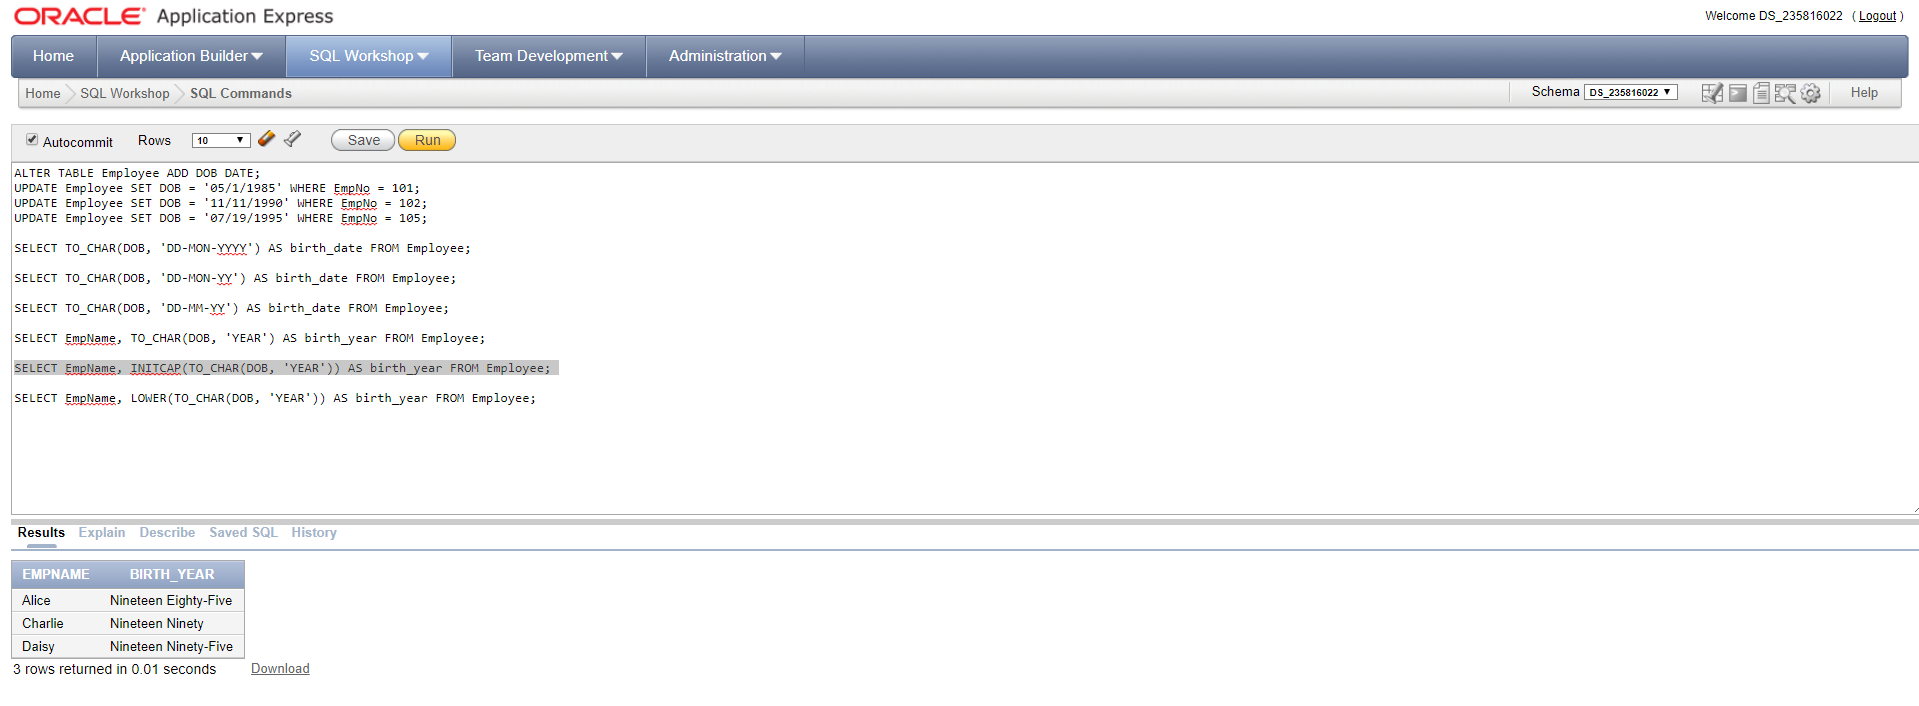 ORACLE® Application Express
Welcome DS_235816022 ( Logout )
Home Application Builder SQL Workshop Team Development Administration
Home SQL Workshop SQL Commands
Schema DS_235816022 Help
Autocommit Rows 10 Save Run
ALTER TABLE Employee ADD DOB DATE;
UPDATE Employee SET DOB = '05/1/1985' WHERE EmpNo = 101;
UPDATE Employee SET DOB = '11/11/1990' WHERE EmpNo = 102;
UPDATE Employee SET DOB = '07/19/1995' WHERE EmpNo = 105;
SELECT TO_CHAR(DOB, 'DD-MON-YYYY') AS birth_date FROM Employee;
SELECT TO_CHAR(DOB, 'DD-MON-YY') AS birth_date FROM Employee;
SELECT TO_CHAR(DOB, 'DD-MM-YY') AS birth_date FROM Employee;
SELECT EmpName, TO_CHAR(DOB, 'YEAR') AS birth_year FROM Employee;
SELECT EmpName, INITCAP(TO_CHAR(DOB, 'YEAR')) AS birth_year FROM Employee;
SELECT EmpName, LOWER(TO_CHAR(DOB, 'YEAR')) AS birth_year FROM Employee;
Results Explain Describe Saved SQL History
EMPNAME BIRTH_YEAR
Alice Nineteen Eighty-Five
Charlie Nineteen Ninety
Daisy Nineteen Ninety-Five
3 rows returned in 0.01 seconds Download